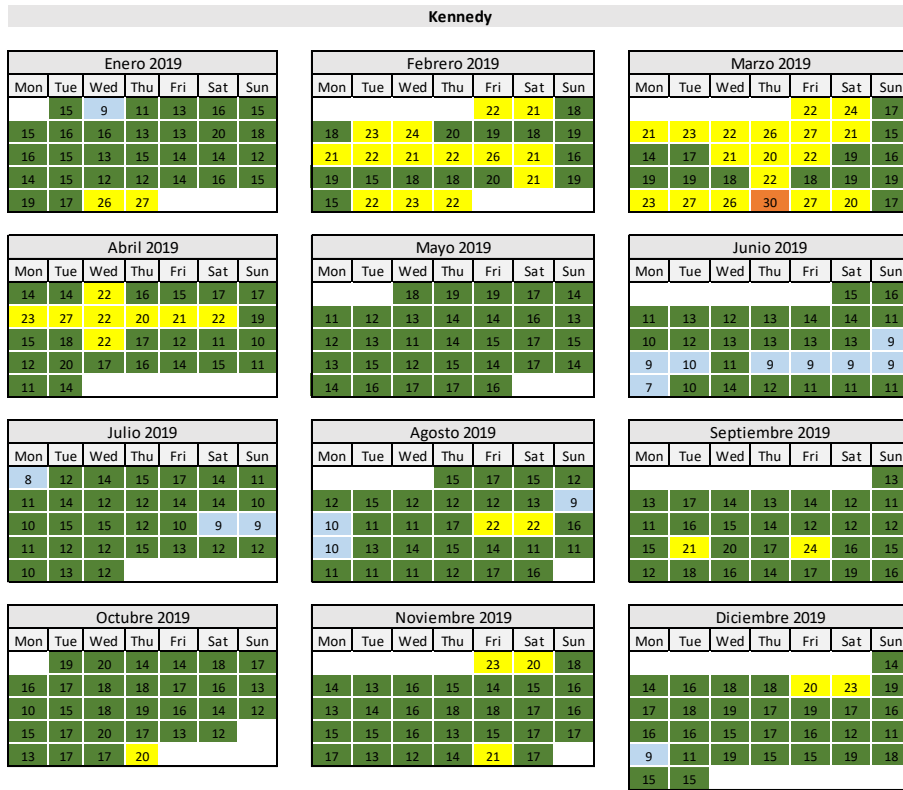 Kennedy
Enero 2019
Mon Tue Wed Thu Fri Sat Sun
15 9 11 13 16 15
15 16 16 13 13 20 18
16 15 13 15 14 14 12
14 15 12 12 14 16 15
19 17 26 27
Febrero 2019
Mon Tue Wed Thu Fri Sat Sun
22 21 18
18 23 24 20 19 18 19
21 22 21 22 26 21 16
19 15 18 18 20 21 19
15 22 23 22
Marzo 2019
Mon Tue Wed Thu Fri Sat Sun
22 24 17
21 23 22 26 27 21 15
14 17 21 20 22 19 16
19 19 18 22 18 19 19
23 27 26 30 27 20 17
Abril 2019
Mon Tue Wed Thu Fri Sat Sun
14 14 22 16 15 17 17
23 27 22 20 21 22 19
15 18 22 17 12 11 10
12 20 17 16 14 15 11
11 14
Mayo 2019
Mon Tue Wed Thu Fri Sat Sun
18 19 19 17 14
11 12 13 14 14 16 13
12 13 11 14 15 17 15
13 15 12 15 14 17 14
14 16 17 17 16
Junio 2019
Mon Tue Wed Thu Fri Sat Sun
15 16
11 13 12 13 14 14 11
10 12 13 13 13 13 9
9 10 11 9 9 9 9
7 10 14 12 11 11 11
Julio 2019
Mon Tue Wed Thu Fri Sat Sun
8 12 14 15 17 14 11
11 14 12 12 14 14 10
10 15 15 12 10 9 9
11 12 12 15 13 12 12
10 13 12
Agosto 2019
Mon Tue Wed Thu Fri Sat Sun
15 17 15 12
12 15 12 12 12 13 9
10 11 11 17 22 22 16
10 13 14 15 14 11 11
11 11 11 12 17 16
Septiembre 2019
Mon Tue Wed Thu Fri Sat Sun
13
13 17 14 13 14 12 11
11 16 15 14 12 12 12
15 21 20 17 24 16 15
12 18 16 14 17 19 16
Octubre 2019
Mon Tue Wed Thu Fri Sat Sun
19 20 14 14 18 17
16 17 18 18 17 16 13
10 15 18 19 16 14 12
15 17 20 17 13 12
13 17 17 20
Noviembre 2019
Mon Tue Wed Thu Fri Sat Sun
23 20 18
14 13 16 15 14 15 16
13 14 16 18 18 17 16
15 15 16 13 15 17 17
17 13 12 14 21 17
Diciembre 2019
Mon Tue Wed Thu Fri Sat Sun
14
14 16 18 18 20 23 19
17 18 19 17 19 17 16
16 16 15 17 16 12 11
9 11 19 15 15 19 18
15 15